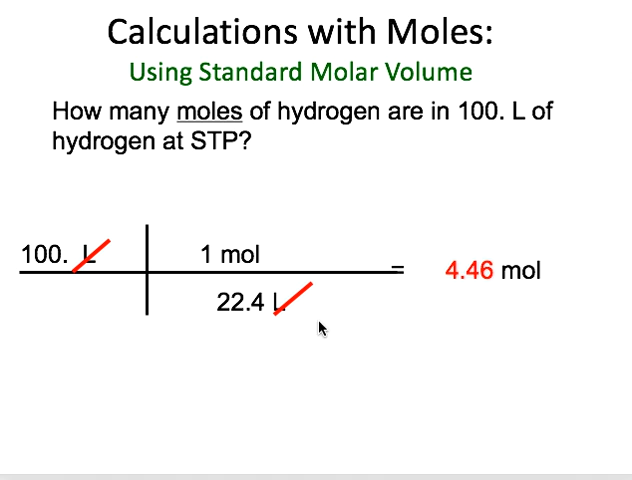 Calculations with Moles:
Using Standard Molar Volume
How many moles of hydrogen are in 100. L of
hydrogen at STP?
100. L
1 mol
=
4.46 mol
22.4 L